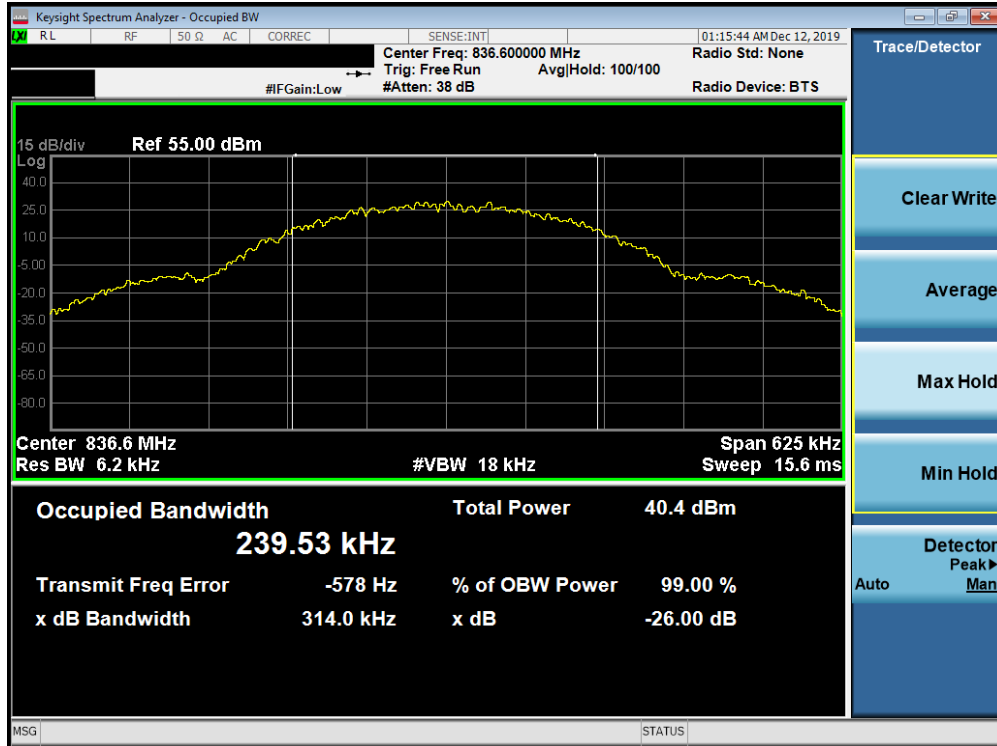 Keysight Spectrum Analyzer - Occupied BW
LXI RL RF 50 Ω AC CORREC SENSE:INT 01:15:44 AM Dec 12, 2019
Center Freq: 836.600000 MHz Radio Std: None
Trig: Free Run Avg|Hold: 100/100
#IFGain:Low #Atten: 38 dB Radio Device: BTS
15 dB/div Ref 55.00 dBm
Log
40.0
25.0
10.0
-5.00
-20.0
-35.0
-50.0
-65.0
-80.0
Center 836.6 MHz Span 625 kHz
Res BW 6.2 kHz #VBW 18 kHz Sweep 15.6 ms
Occupied Bandwidth Total Power 40.4 dBm
239.53 kHz
Transmit Freq Error -578 Hz % of OBW Power 99.00 %
x dB Bandwidth 314.0 kHz x dB -26.00 dB
MSG STATUS
Trace/Detector
Clear Write
Average
Max Hold
Min Hold
Detector
Peak▶
Auto Man